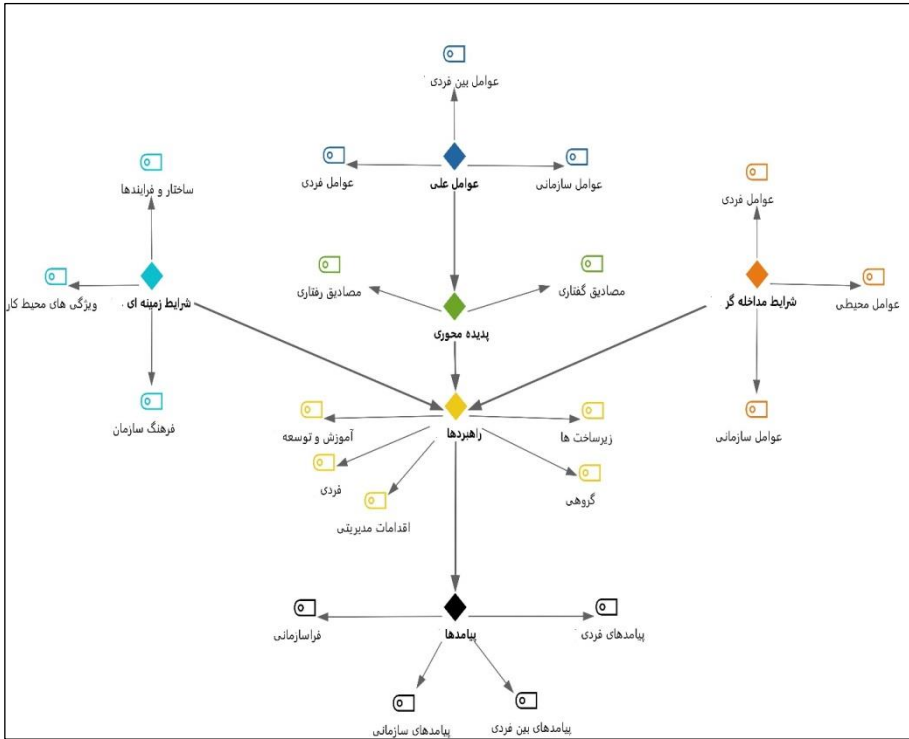 عوامل بین فردی
عوامل سازمانی
عوامل علی
عوامل فردی
ساختار و فرایندها
عوامل فردی
مصادیق گفتاری
مصادیق رفتاری
شرایط مداخله گر
عوامل محیطی
شرایط زمینه ای
ویژگی های محیط کار
پدیده محوری
عوامل سازمانی
فرهنگ سازمان
زیرساخت ها
راهبردها
آموزش و توسعه
گروهی
فردی
اقدامات مدیریتی
پیامدهای فردی
پیامدها
فراسازمانی
پیامدهای بین فردی
پیامدهای سازمانی